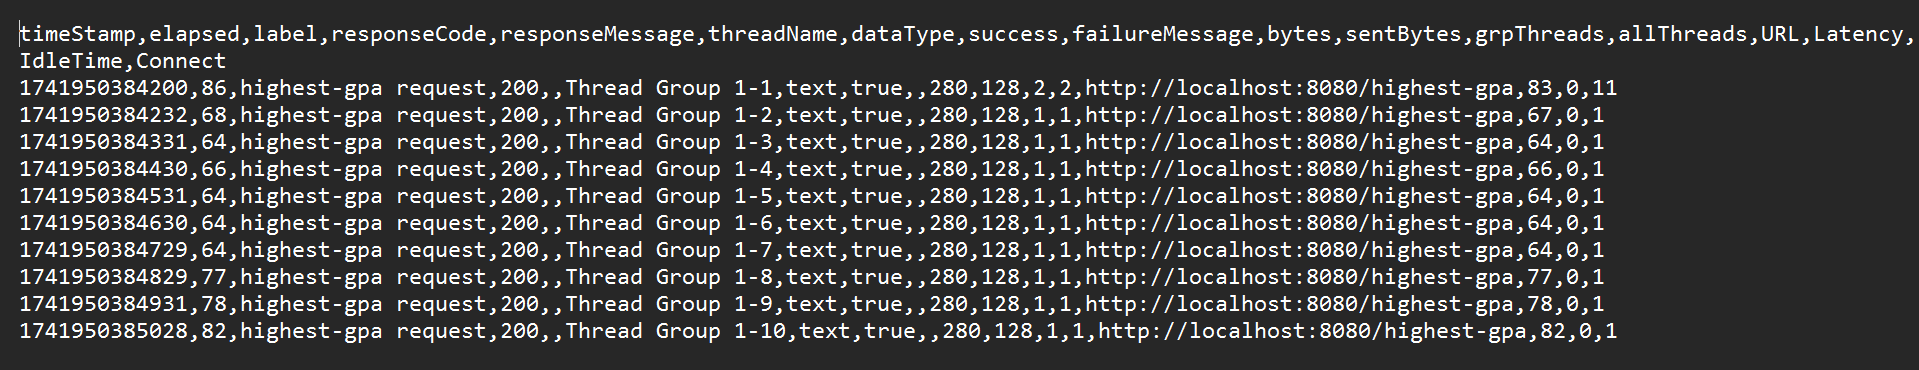 timeStamp,elapsed,label,responseCode,responseMessage,threadName,dataType,success,failureMessage,bytes,sentBytes,grpThreads,allThreads,URL,Latency,
IdleTime,Connect
1741950384200,86,highest-gpa request,200,,Thread Group 1-1,text,true,,280,128,2,2,http://localhost:8080/highest-gpa,83,0,11
1741950384232,68,highest-gpa request,200,,Thread Group 1-2,text,true,,280,128,1,1,http://localhost:8080/highest-gpa,67,0,1
1741950384331,64,highest-gpa request,200,,Thread Group 1-3,text,true,,280,128,1,1,http://localhost:8080/highest-gpa,64,0,1
1741950384430,66,highest-gpa request,200,,Thread Group 1-4,text,true,,280,128,1,1,http://localhost:8080/highest-gpa,66,0,1
1741950384531,64,highest-gpa request,200,,Thread Group 1-5,text,true,,280,128,1,1,http://localhost:8080/highest-gpa,64,0,1
1741950384630,64,highest-gpa request,200,,Thread Group 1-6,text,true,,280,128,1,1,http://localhost:8080/highest-gpa,64,0,1
1741950384729,64,highest-gpa request,200,,Thread Group 1-7,text,true,,280,128,1,1,http://localhost:8080/highest-gpa,64,0,1
1741950384829,77,highest-gpa request,200,,Thread Group 1-8,text,true,,280,128,1,1,http://localhost:8080/highest-gpa,77,0,1
1741950384931,78,highest-gpa request,200,,Thread Group 1-9,text,true,,280,128,1,1,http://localhost:8080/highest-gpa,78,0,1
1741950385028,82,highest-gpa request,200,,Thread Group 1-10,text,true,,280,128,1,1,http://localhost:8080/highest-gpa,82,0,1